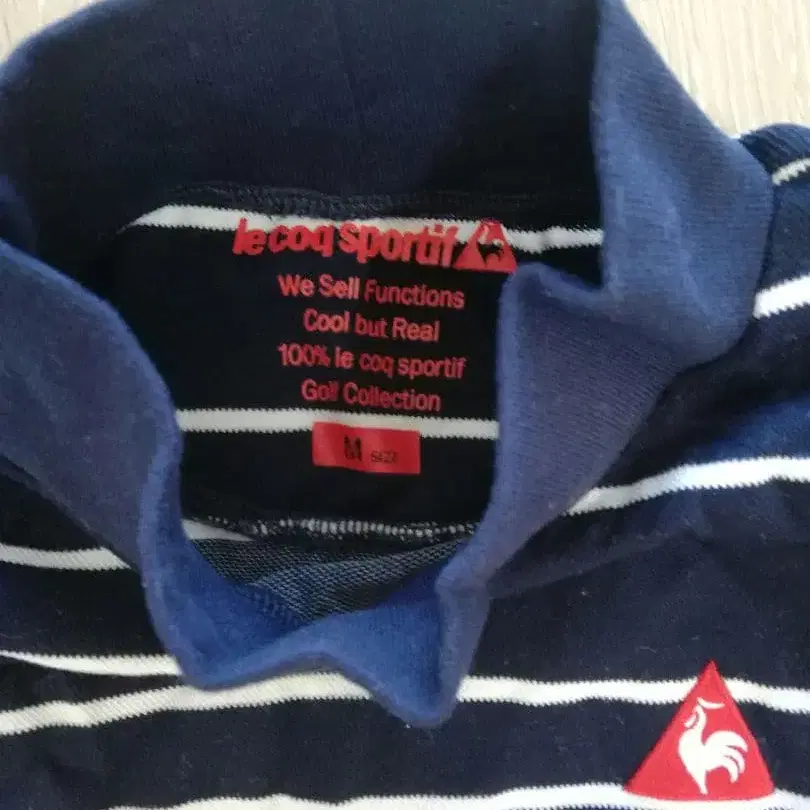 le coq sportif
We Sell Functions
Cool but Real
100% le coq sportif
Golf Collection
M SIZE